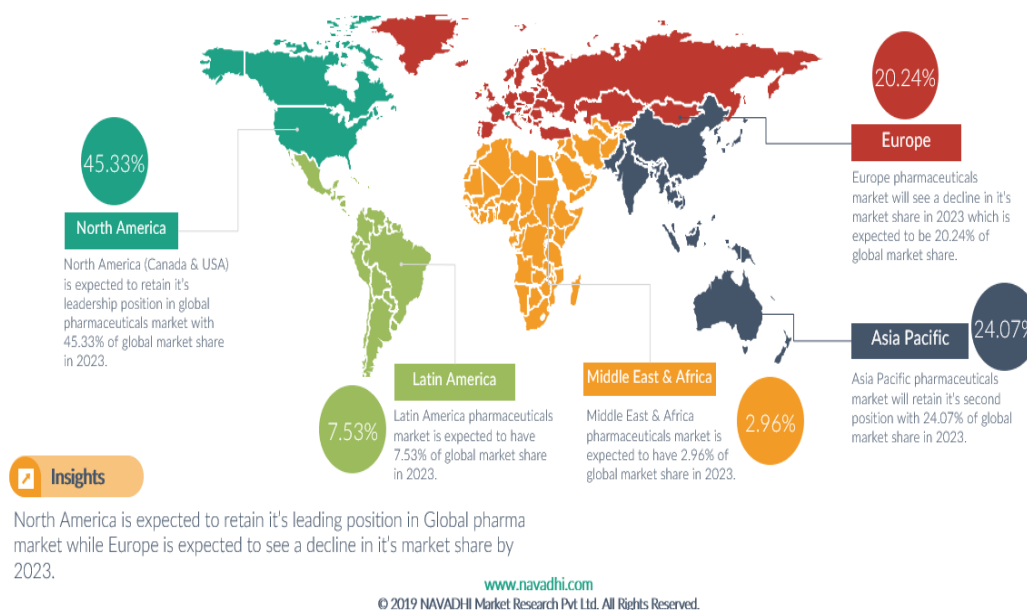 45.33%
North America
North America (Canada & USA)
is expected to retain it's
leadership position in global
pharmaceuticals market with
45.33% of global market share
in 2023.
20.24%
Europe
Europe pharmaceuticals
market will see a decline in it's
market share in 2023 which is
expected to be 20.24% of
global market share.
24.07%
Asia Pacific
Asia Pacific pharmaceuticals
market will retain it's second
position with 24.07% of global
market share in 2023.
7.53%
Latin America
Latin America pharmaceuticals
market is expected to have
7.53% of global market share
in 2023.
Middle East & Africa
2.96%
Middle East & Africa
pharmaceuticals market is
expected to have 2.96% of
global market share in 2023.
Insights
North America is expected to retain it's leading position in Global pharma
market while Europe is expected to see a decline in it's market share by
2023.
www.navadhi.com
© 2019 NAVADHI Market Research Pvt Ltd. All Rights Reserved.